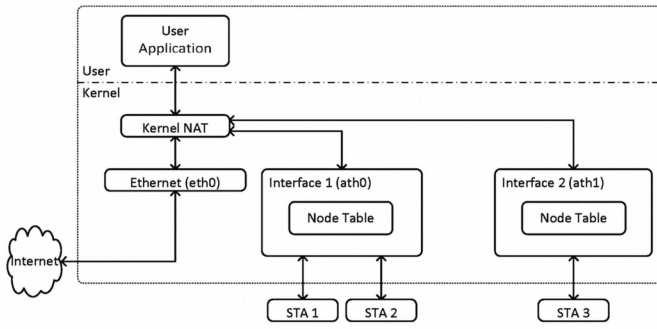 User
Application
User
Kernel
Kernel NAT
Ethernet (eth0)
Interface 1 (ath0)
Interface 2 (ath1)
Node Table
Node Table
Internet
STA 1
STA 2
STA 3